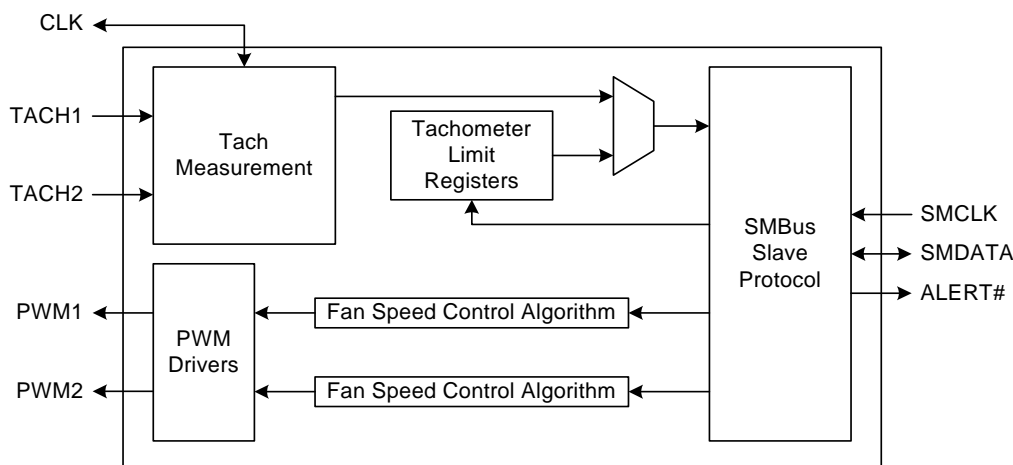 CLK
TACH1
TACH2
Tach
Measurement
Tachometer
Limit
Registers
SMBus
Slave
Protocol
SMCLK
SMDATA
ALERT#
PWM1
PWM2
PWM
Drivers
Fan Speed Control Algorithm
Fan Speed Control Algorithm